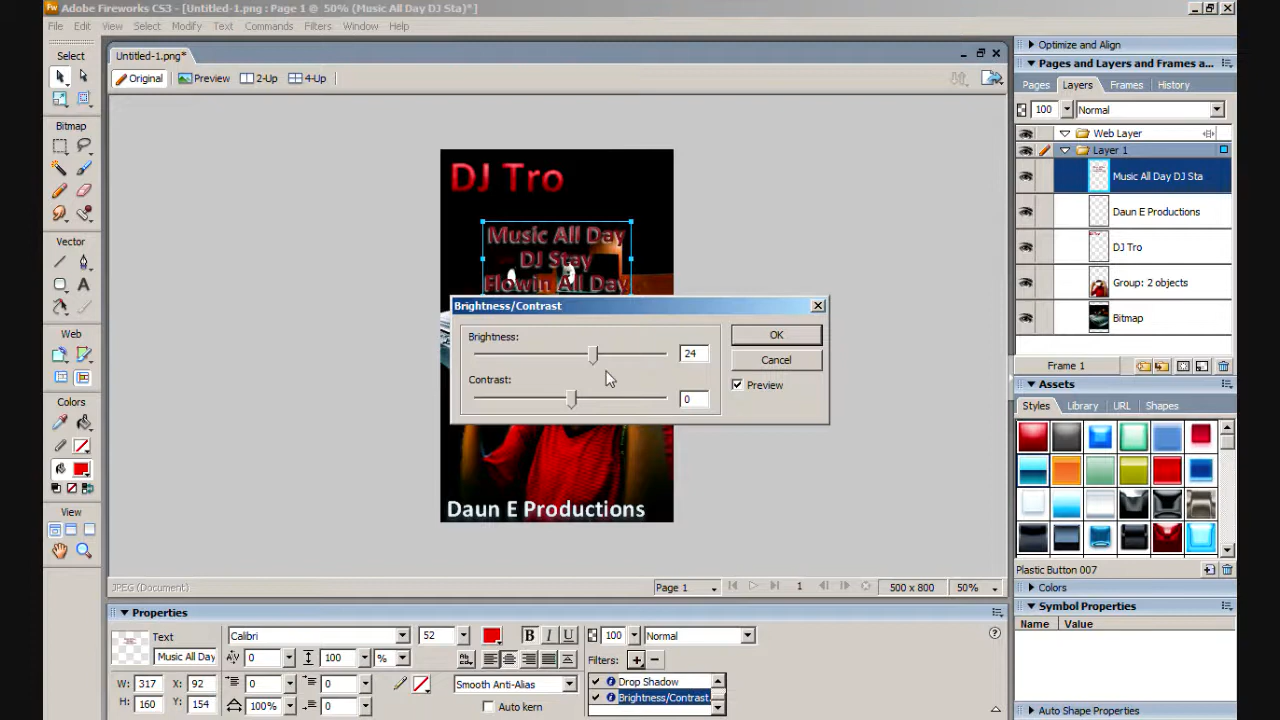 Adobe Fireworks CS3 - [Untitled-1.png : Page 1 @ 50% (Music All Day DJ Sta)*]
File Edit View Select Modify Text Commands Filters Window Help
Select
Untitled-1.png*
Original Preview 2-Up 4-Up
Bitmap
Vector
Web
Colors
View
DJ Tro
Music All Day
DJ Stay
Flowin All Day
Brightness/Contrast
Brightness:
24
Contrast:
0
OK
Cancel
Preview
Daun E Productions
JPEG (Document)
Page 1
1
500 x 800
50%
Optimize and Align
Pages and Layers and Frames a...
Pages Layers Frames History
100 Normal
Web Layer
Layer 1
Music All Day DJ Sta
Daun E Productions
DJ Tro
Group: 2 objects
Bitmap
Frame 1
Assets
Styles Library URL Shapes
Plastic Button 007
Colors
Symbol Properties
Name Value
Auto Shape Properties
Properties
Text
Music All Day
Calibri 52 B I U 100 Normal
0 100 %
Filters: + -
W: 317 X: 92 0 0 Smooth Anti-Alias
Drop Shadow
Brightness/Contrast...
H: 160 Y: 154 100% 0 Auto kern